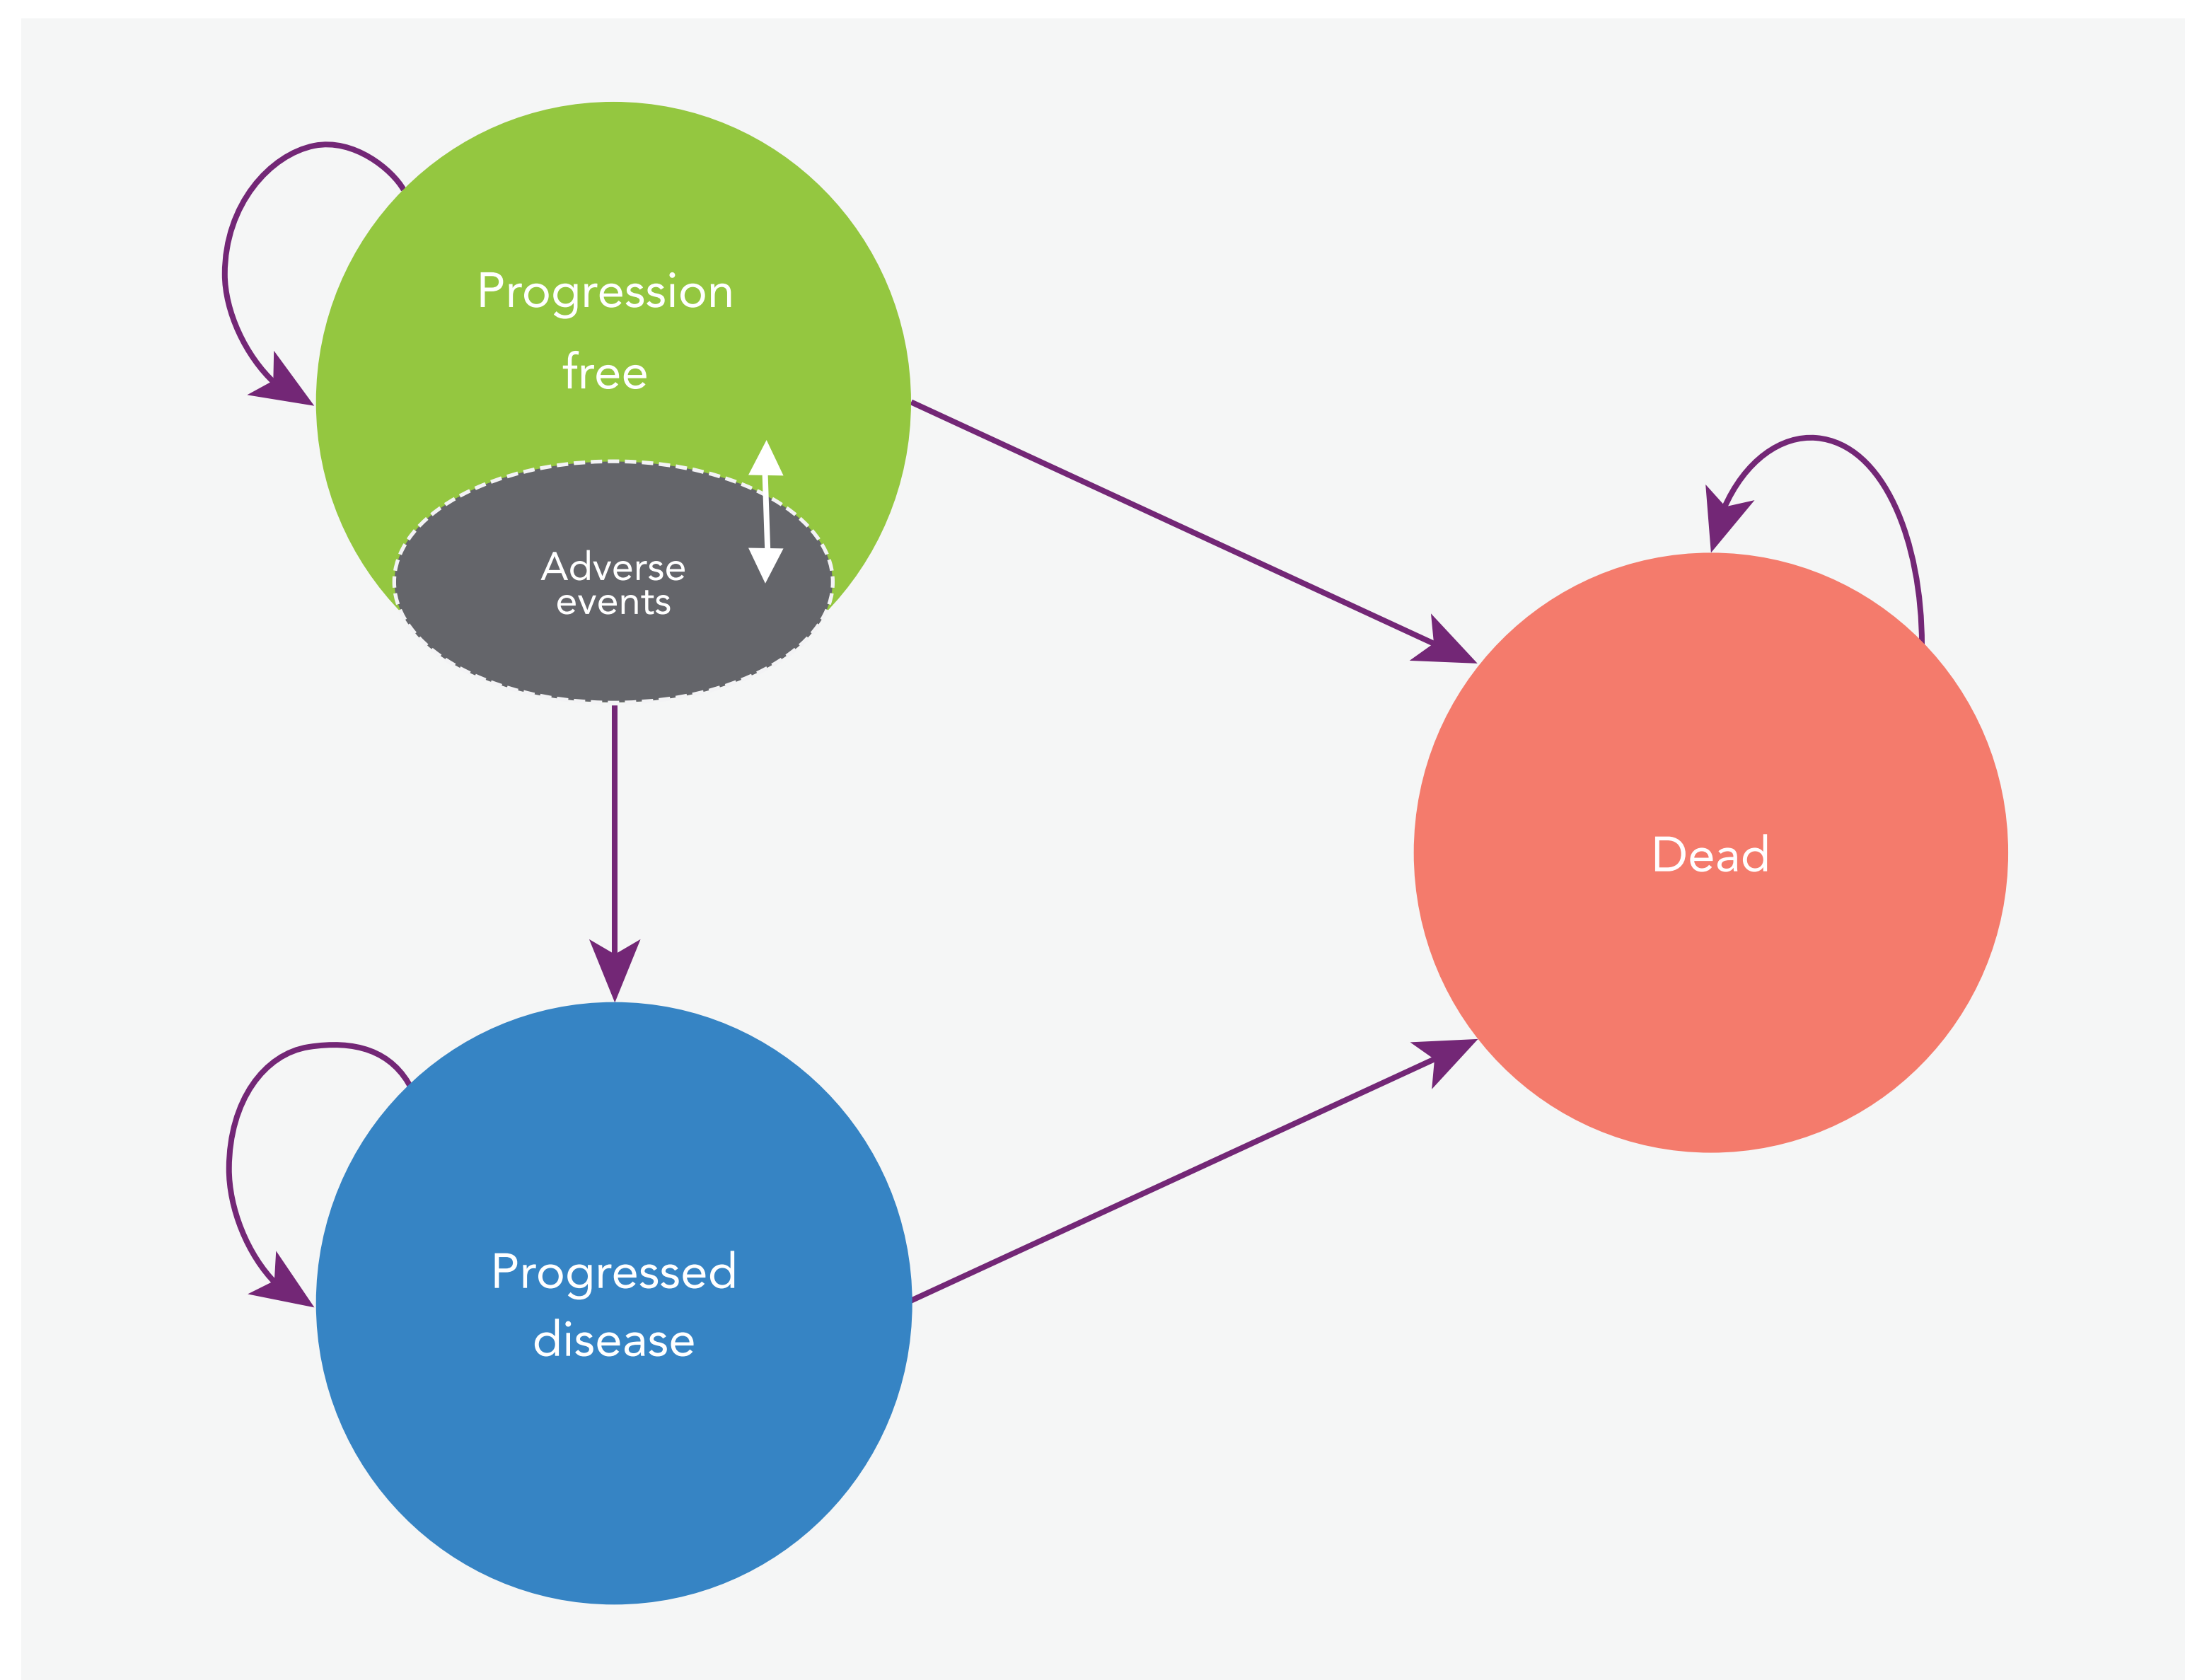 Progression
free
Adverse
events
Dead
Progressed
disease